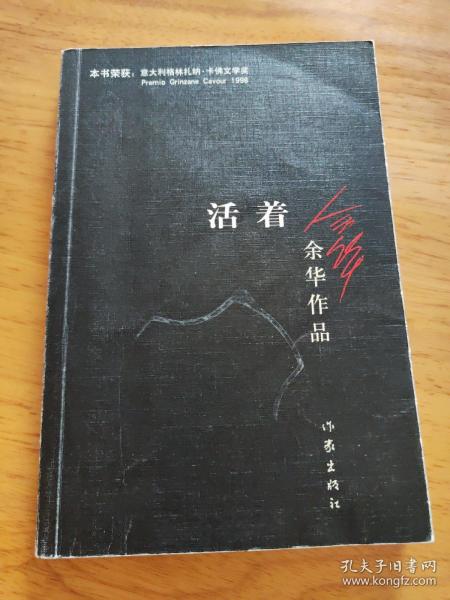 本书荣获：意大利格林扎纳·卡佛文学奖
Premio Grinzane Cavour 1998
活着
余华
余华作品
作家出版社
孔夫子旧书网
www.kongfz.com